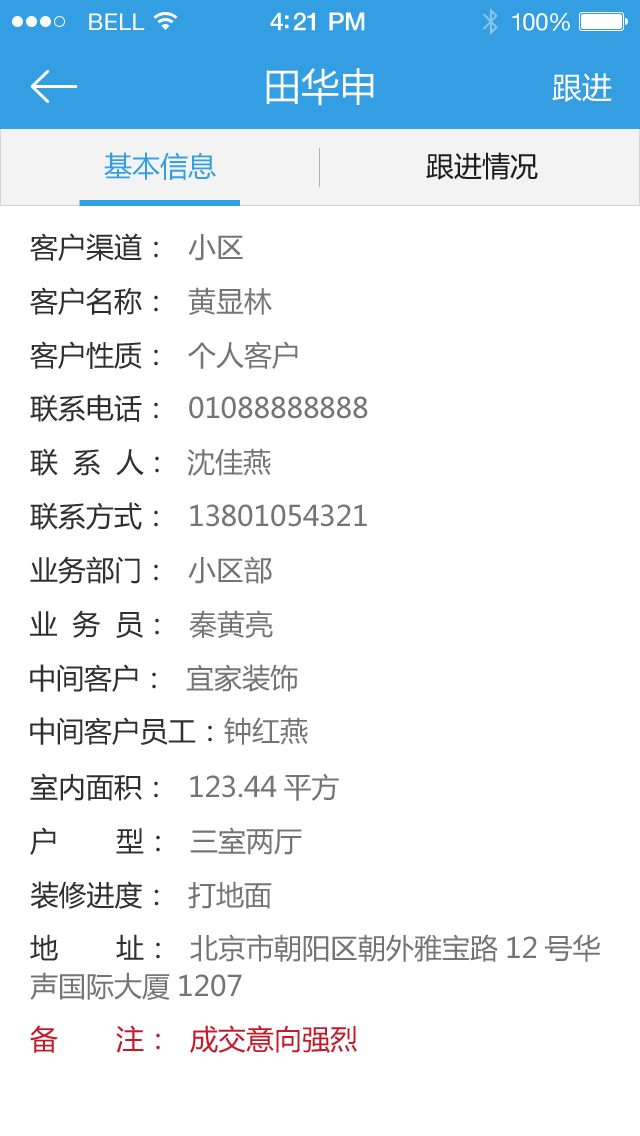 BELL 4:21 PM 100%
田华申 跟进
基本信息 跟进情况
客户渠道： 小区
客户名称： 黄显林
客户性质： 个人客户
联系电话： 01088888888
联 系 人： 沈佳燕
联系方式： 13801054321
业务部门： 小区部
业 务 员： 秦黄亮
中间客户： 宜家装饰
中间客户员工：钟红燕
室内面积： 123.44 平方
户 型： 三室两厅
装修进度： 打地面
地 址： 北京市朝阳区朝外雅宝路 12 号华
声国际大厦 1207
备 注： 成交意向强烈